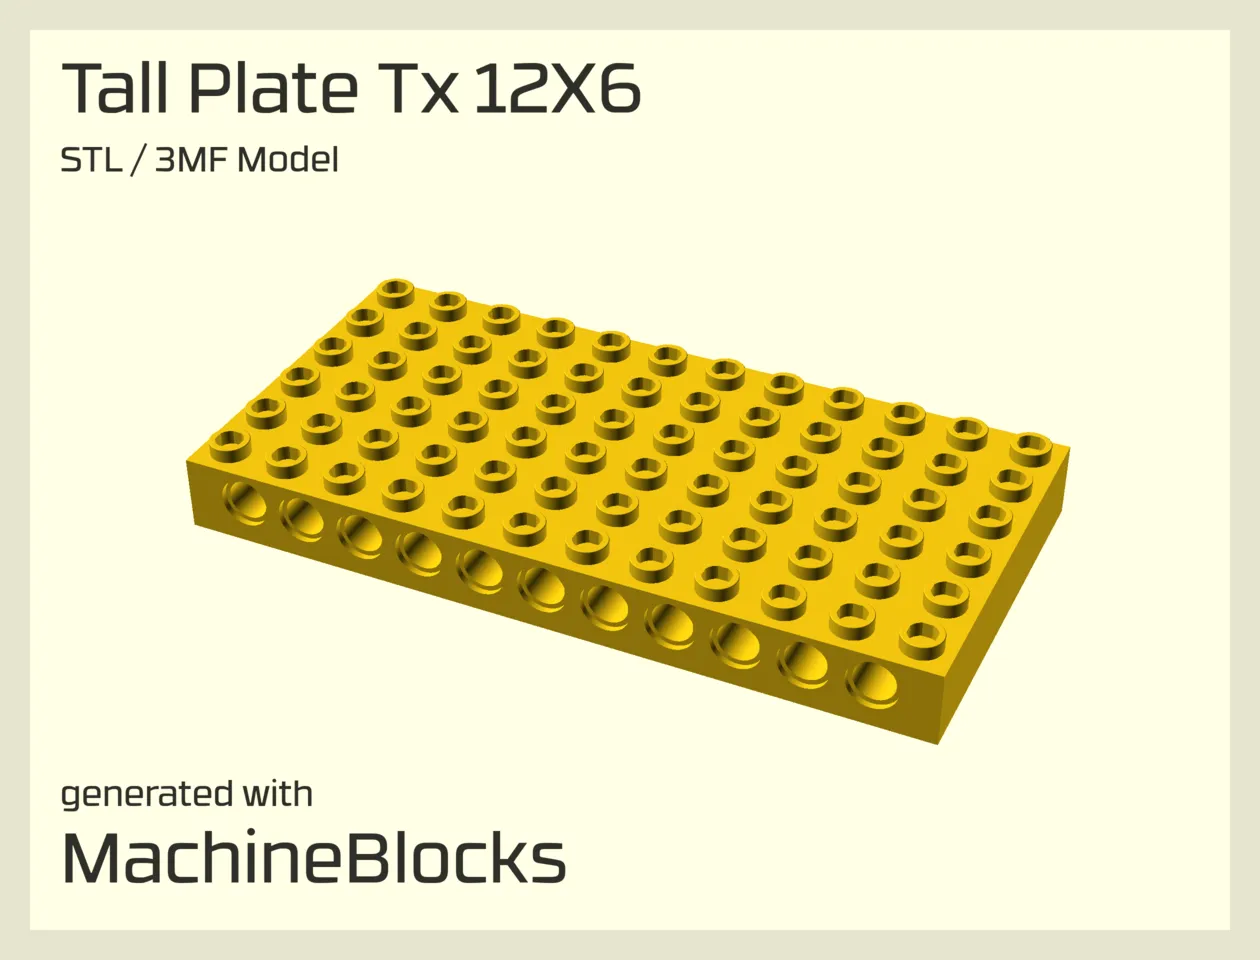 Tall Plate Tx 12X6
STL / 3MF Model
generated with
MachineBlocks